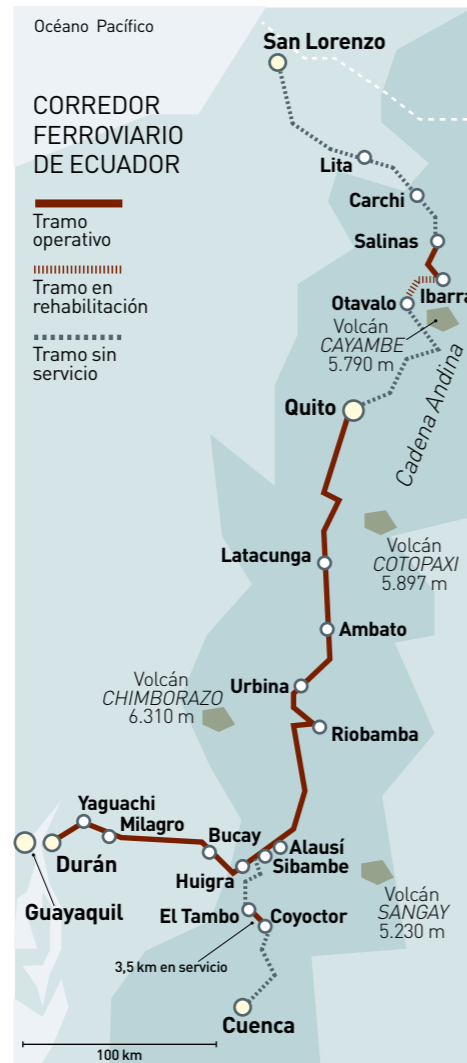 Océano Pacífico
San Lorenzo
CORREDOR
FERROVIARIO
DE ECUADOR
Tramo
operativo
Tramo en
rehabilitación
Tramo sin
servicio
Lita
Carchi
Salinas
Ibarra
Otavalo
Volcán
CAYAMBE
5.790 m
Cadena Andina
Quito
Volcán
COTOPAXI
5.897 m
Latacunga
Ambato
Urbina
Volcán
CHIMBORAZO
6.310 m
Riobamba
Yaguachi
Milagro
Bucay
Alausí
Sibambe
Durán
Huigra
Guayaquil
El Tambo
Coyoctor
Volcán
SANGAY
5.230 m
3,5 km en servicio
Cuenca
100 km